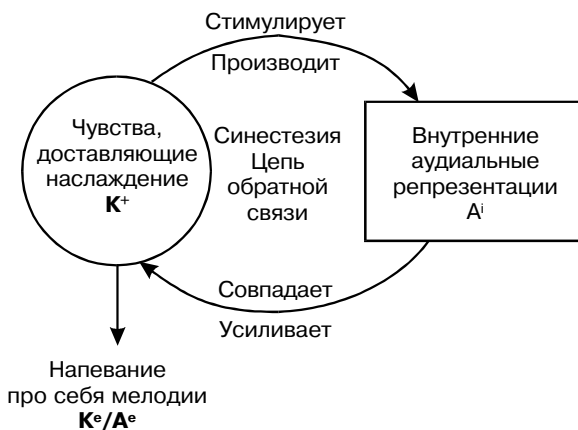 Стимулирует
Производит
Чувства,
доставляющие
наслаждение
K⁺
Синестезия
Цепь
обратной
связи
Внутренние
аудиальные
репрезентации
Aⁱ
Совпадает
Усиливает
Напевание
про себя мелодии
Kᵉ/Aᵉ